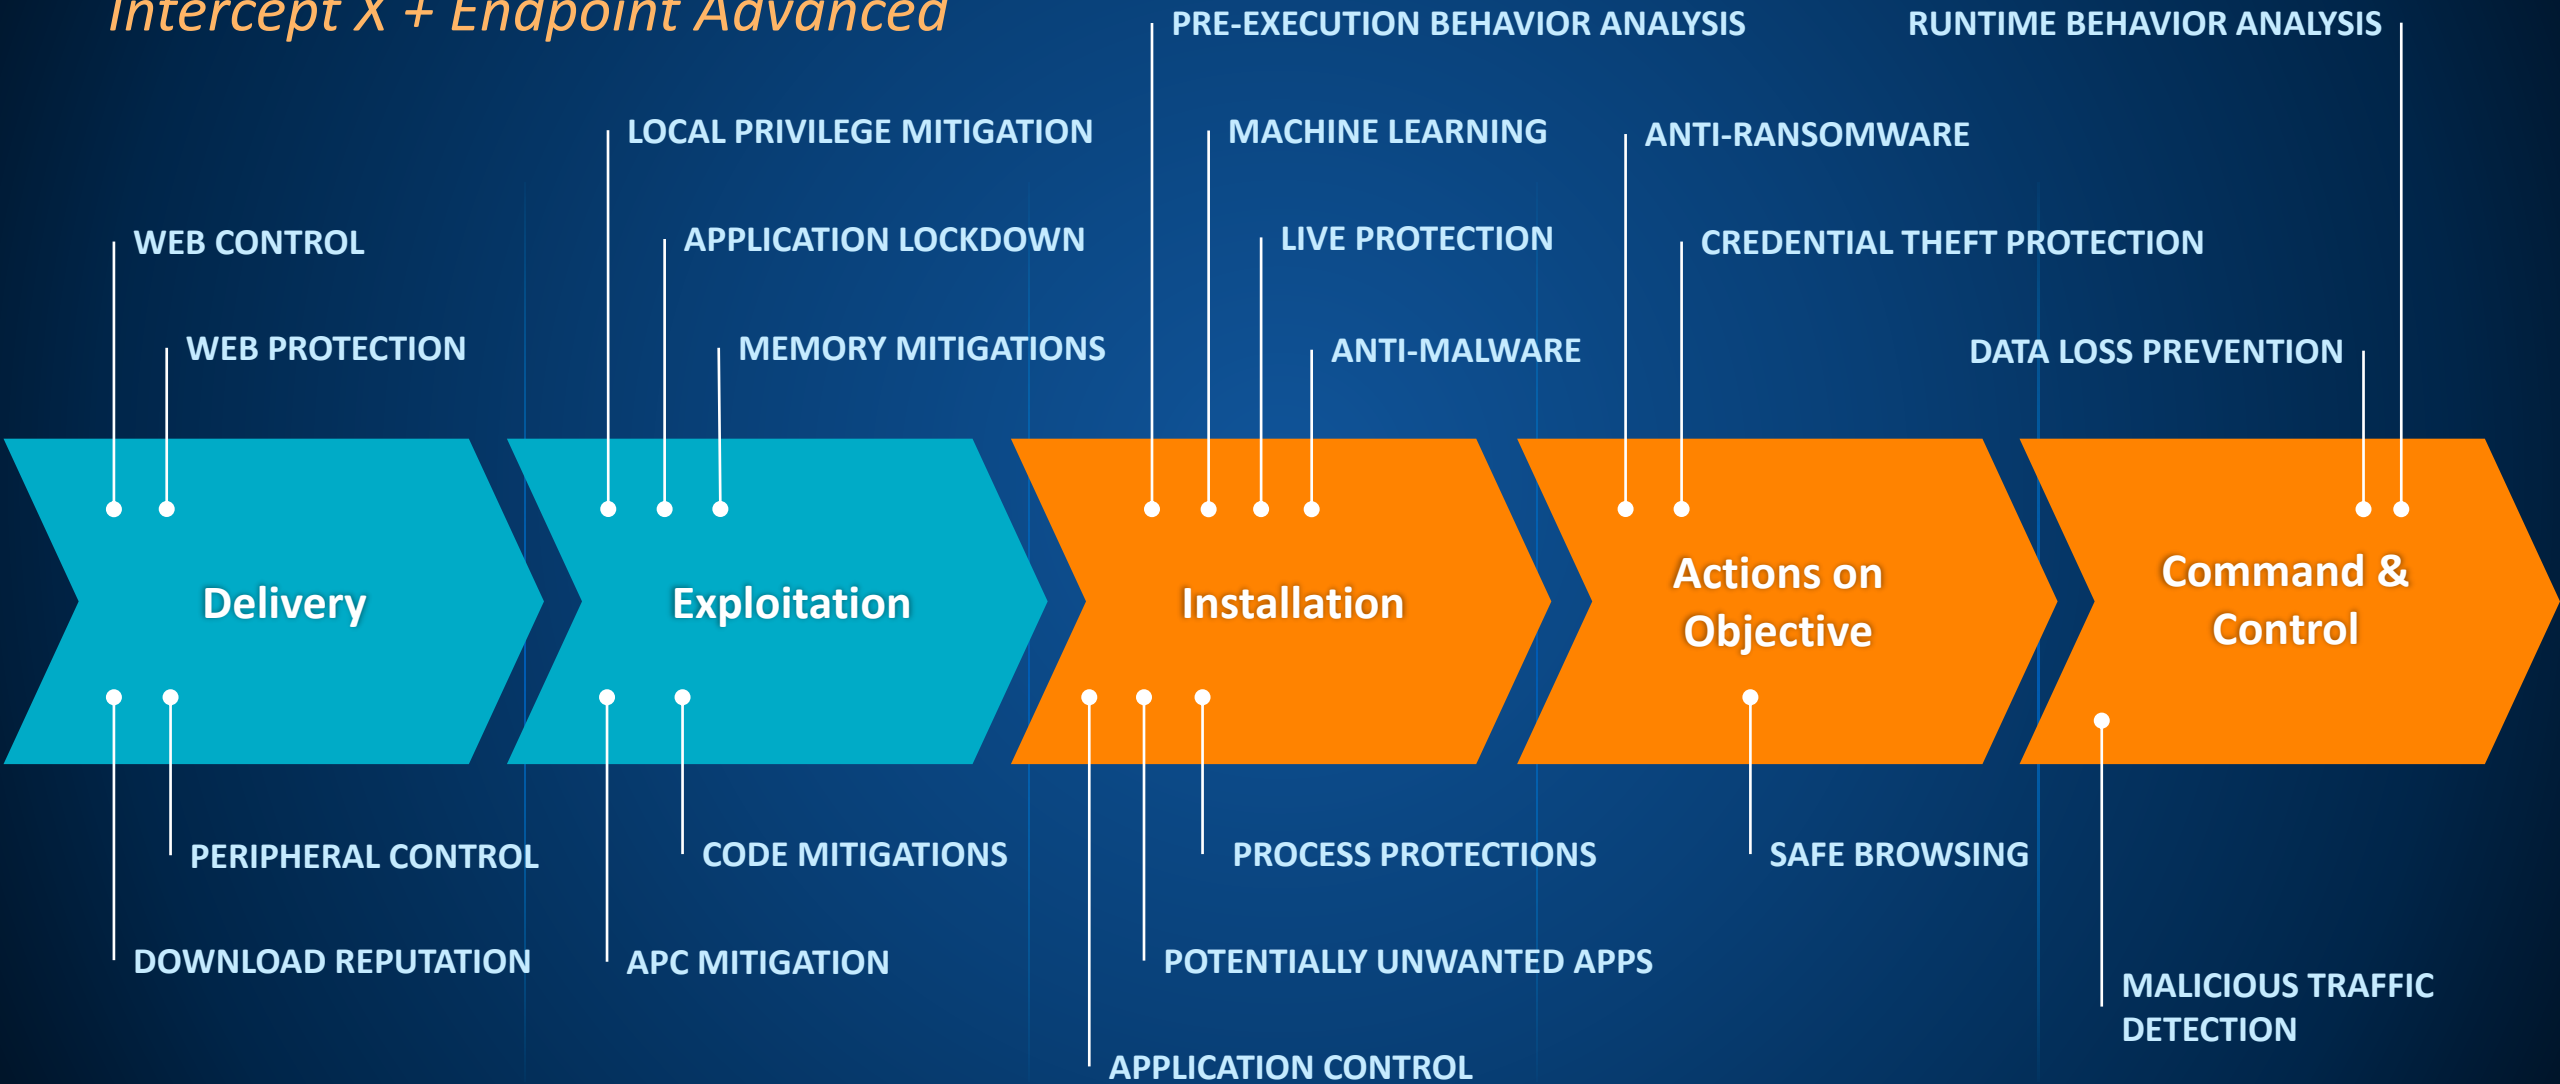 Intercept X + Endpoint Advanced
PRE-EXECUTION BEHAVIOR ANALYSIS
RUNTIME BEHAVIOR ANALYSIS
LOCAL PRIVILEGE MITIGATION
MACHINE LEARNING
ANTI-RANSOMWARE
WEB CONTROL
APPLICATION LOCKDOWN
LIVE PROTECTION
CREDENTIAL THEFT PROTECTION
WEB PROTECTION
MEMORY MITIGATIONS
ANTI-MALWARE
DATA LOSS PREVENTION
Delivery
Exploitation
Installation
Actions on
Objective
Command &
Control
PERIPHERAL CONTROL
CODE MITIGATIONS
PROCESS PROTECTIONS
SAFE BROWSING
DOWNLOAD REPUTATION
APC MITIGATION
POTENTIALLY UNWANTED APPS
MALICIOUS TRAFFIC
DETECTION
APPLICATION CONTROL